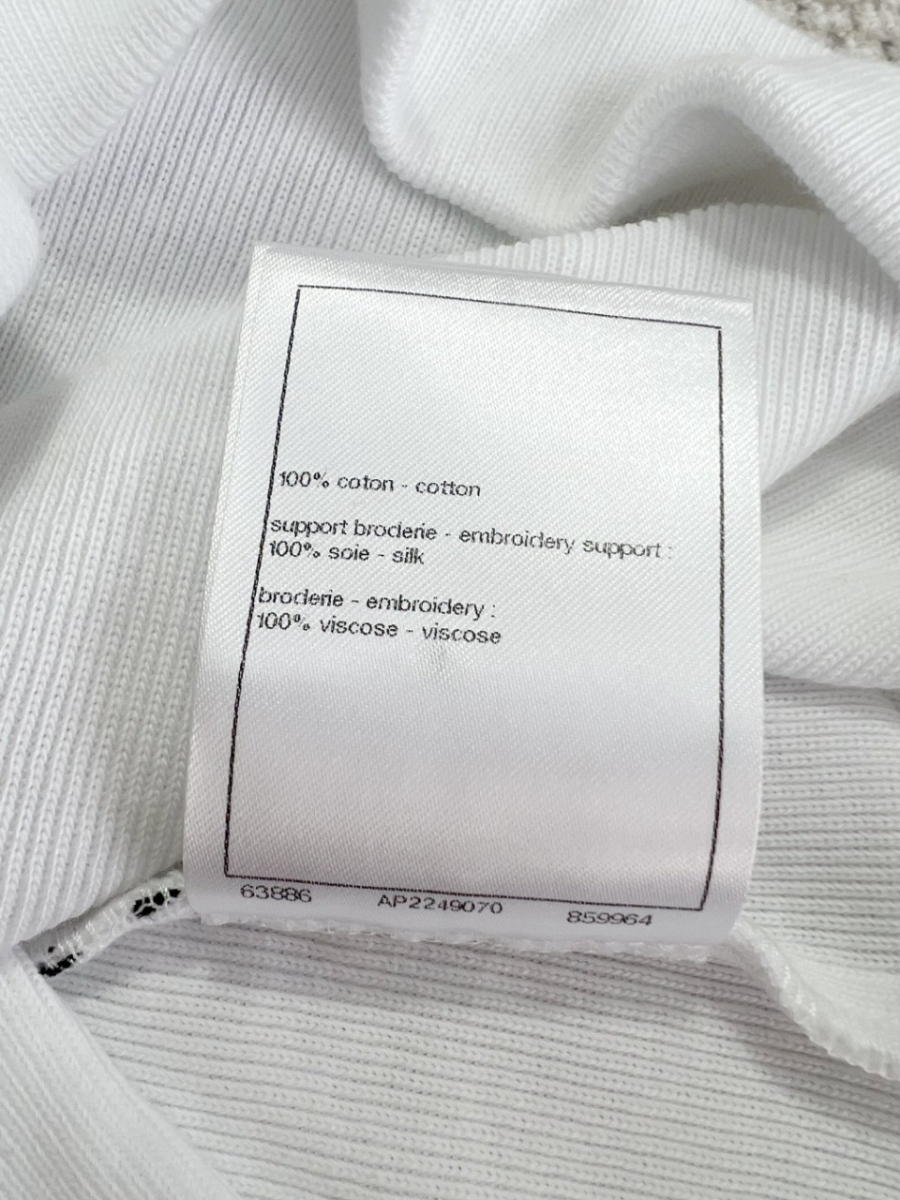 100% coton - cotton
support broderie - embroidery support :
100% soie - silk
broderie - embroidery :
100% viscose - viscose
63886 AP2249070 859964